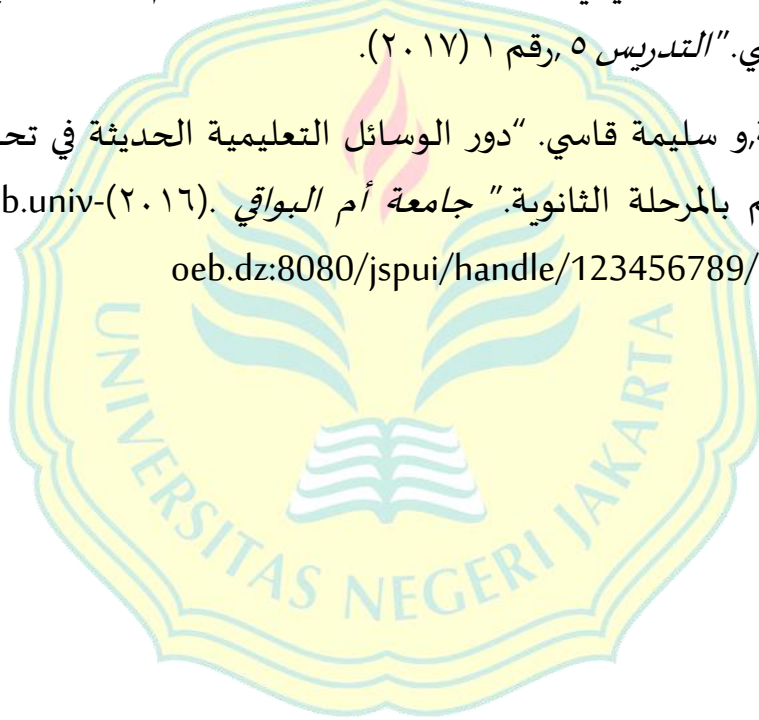 ي."التدريس ٥ ,رقم ١ (٢٠١٧).
,و سليمة قاسي. “دور الوسائل التعليمية الحديثة في
بالمرحلة الثانوية.” جامعة أم البواقي .(٢٠١٦)-b.univ
oeb.dz:8080/jspui/handle/123456789/
UNIVERSITAS NEGERI JAKARTA